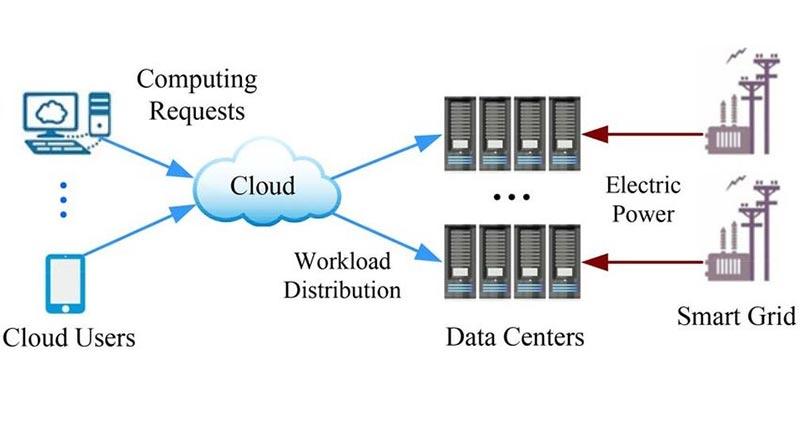 Computing
Requests
Cloud
Workload
Distribution
Electric
Power
Cloud Users
Data Centers
Smart Grid